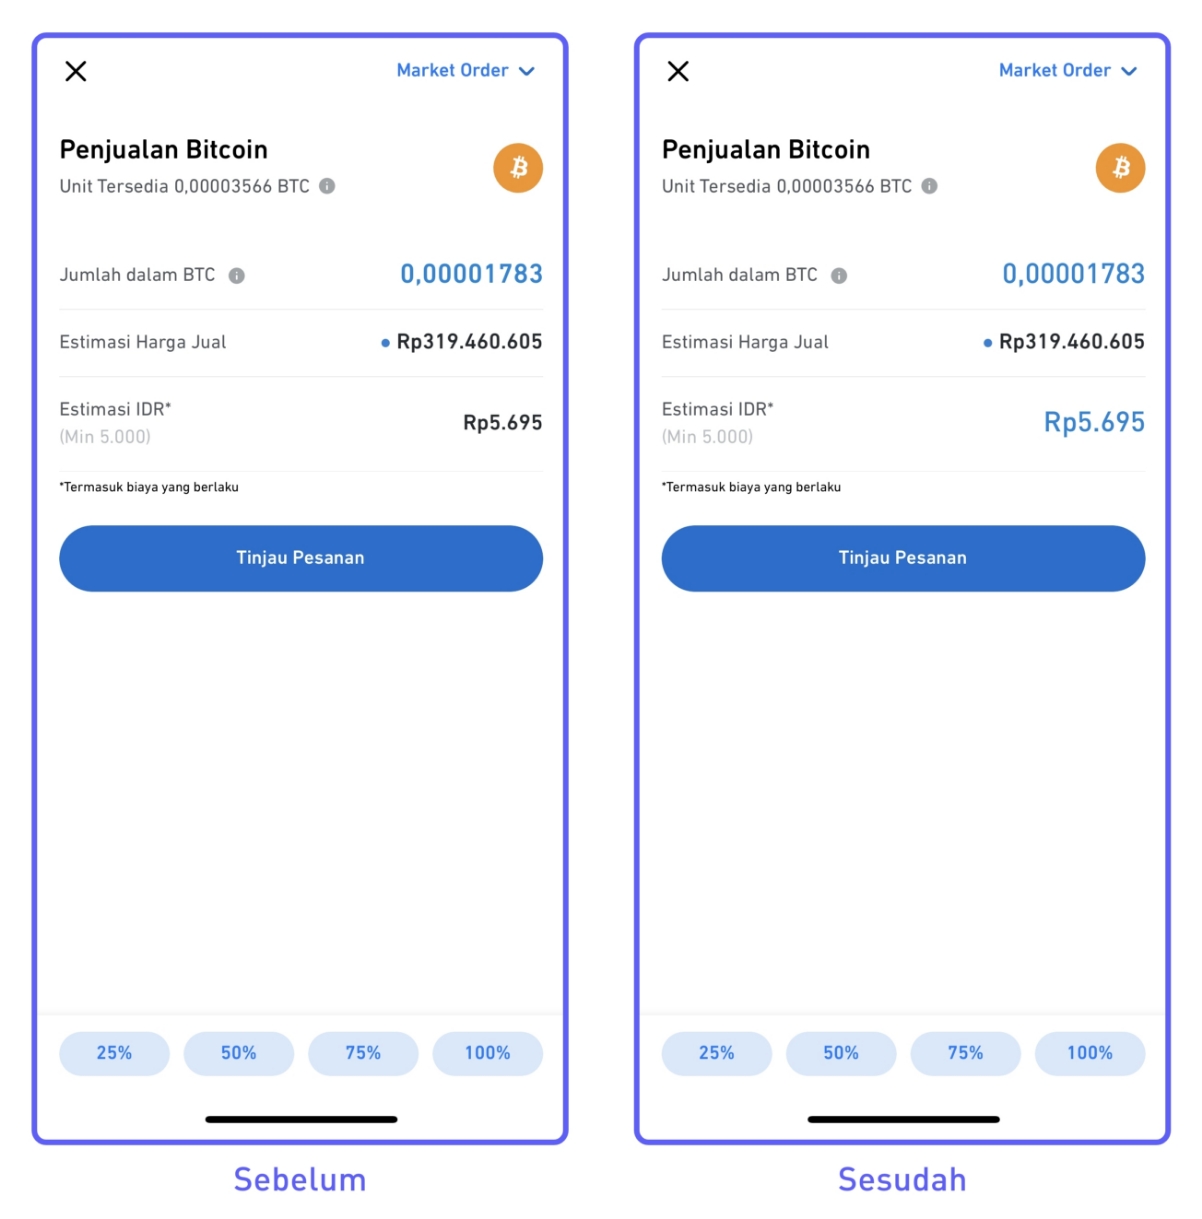 Market Order
Penjualan Bitcoin
Unit Tersedia 0,00003566 BTC
Jumlah dalam BTC 0,00001783
Estimasi Harga Jual Rp319.460.605
Estimasi IDR*
(Min 5.000)
Rp5.695
*Termasuk biaya yang berlaku
Tinjau Pesanan
25% 50% 75% 100%
Sebelum
Market Order
Penjualan Bitcoin
Unit Tersedia 0,00003566 BTC
Jumlah dalam BTC 0,00001783
Estimasi Harga Jual Rp319.460.605
Estimasi IDR*
(Min 5.000)
Rp5.695
*Termasuk biaya yang berlaku
Tinjau Pesanan
25% 50% 75% 100%
Sesudah